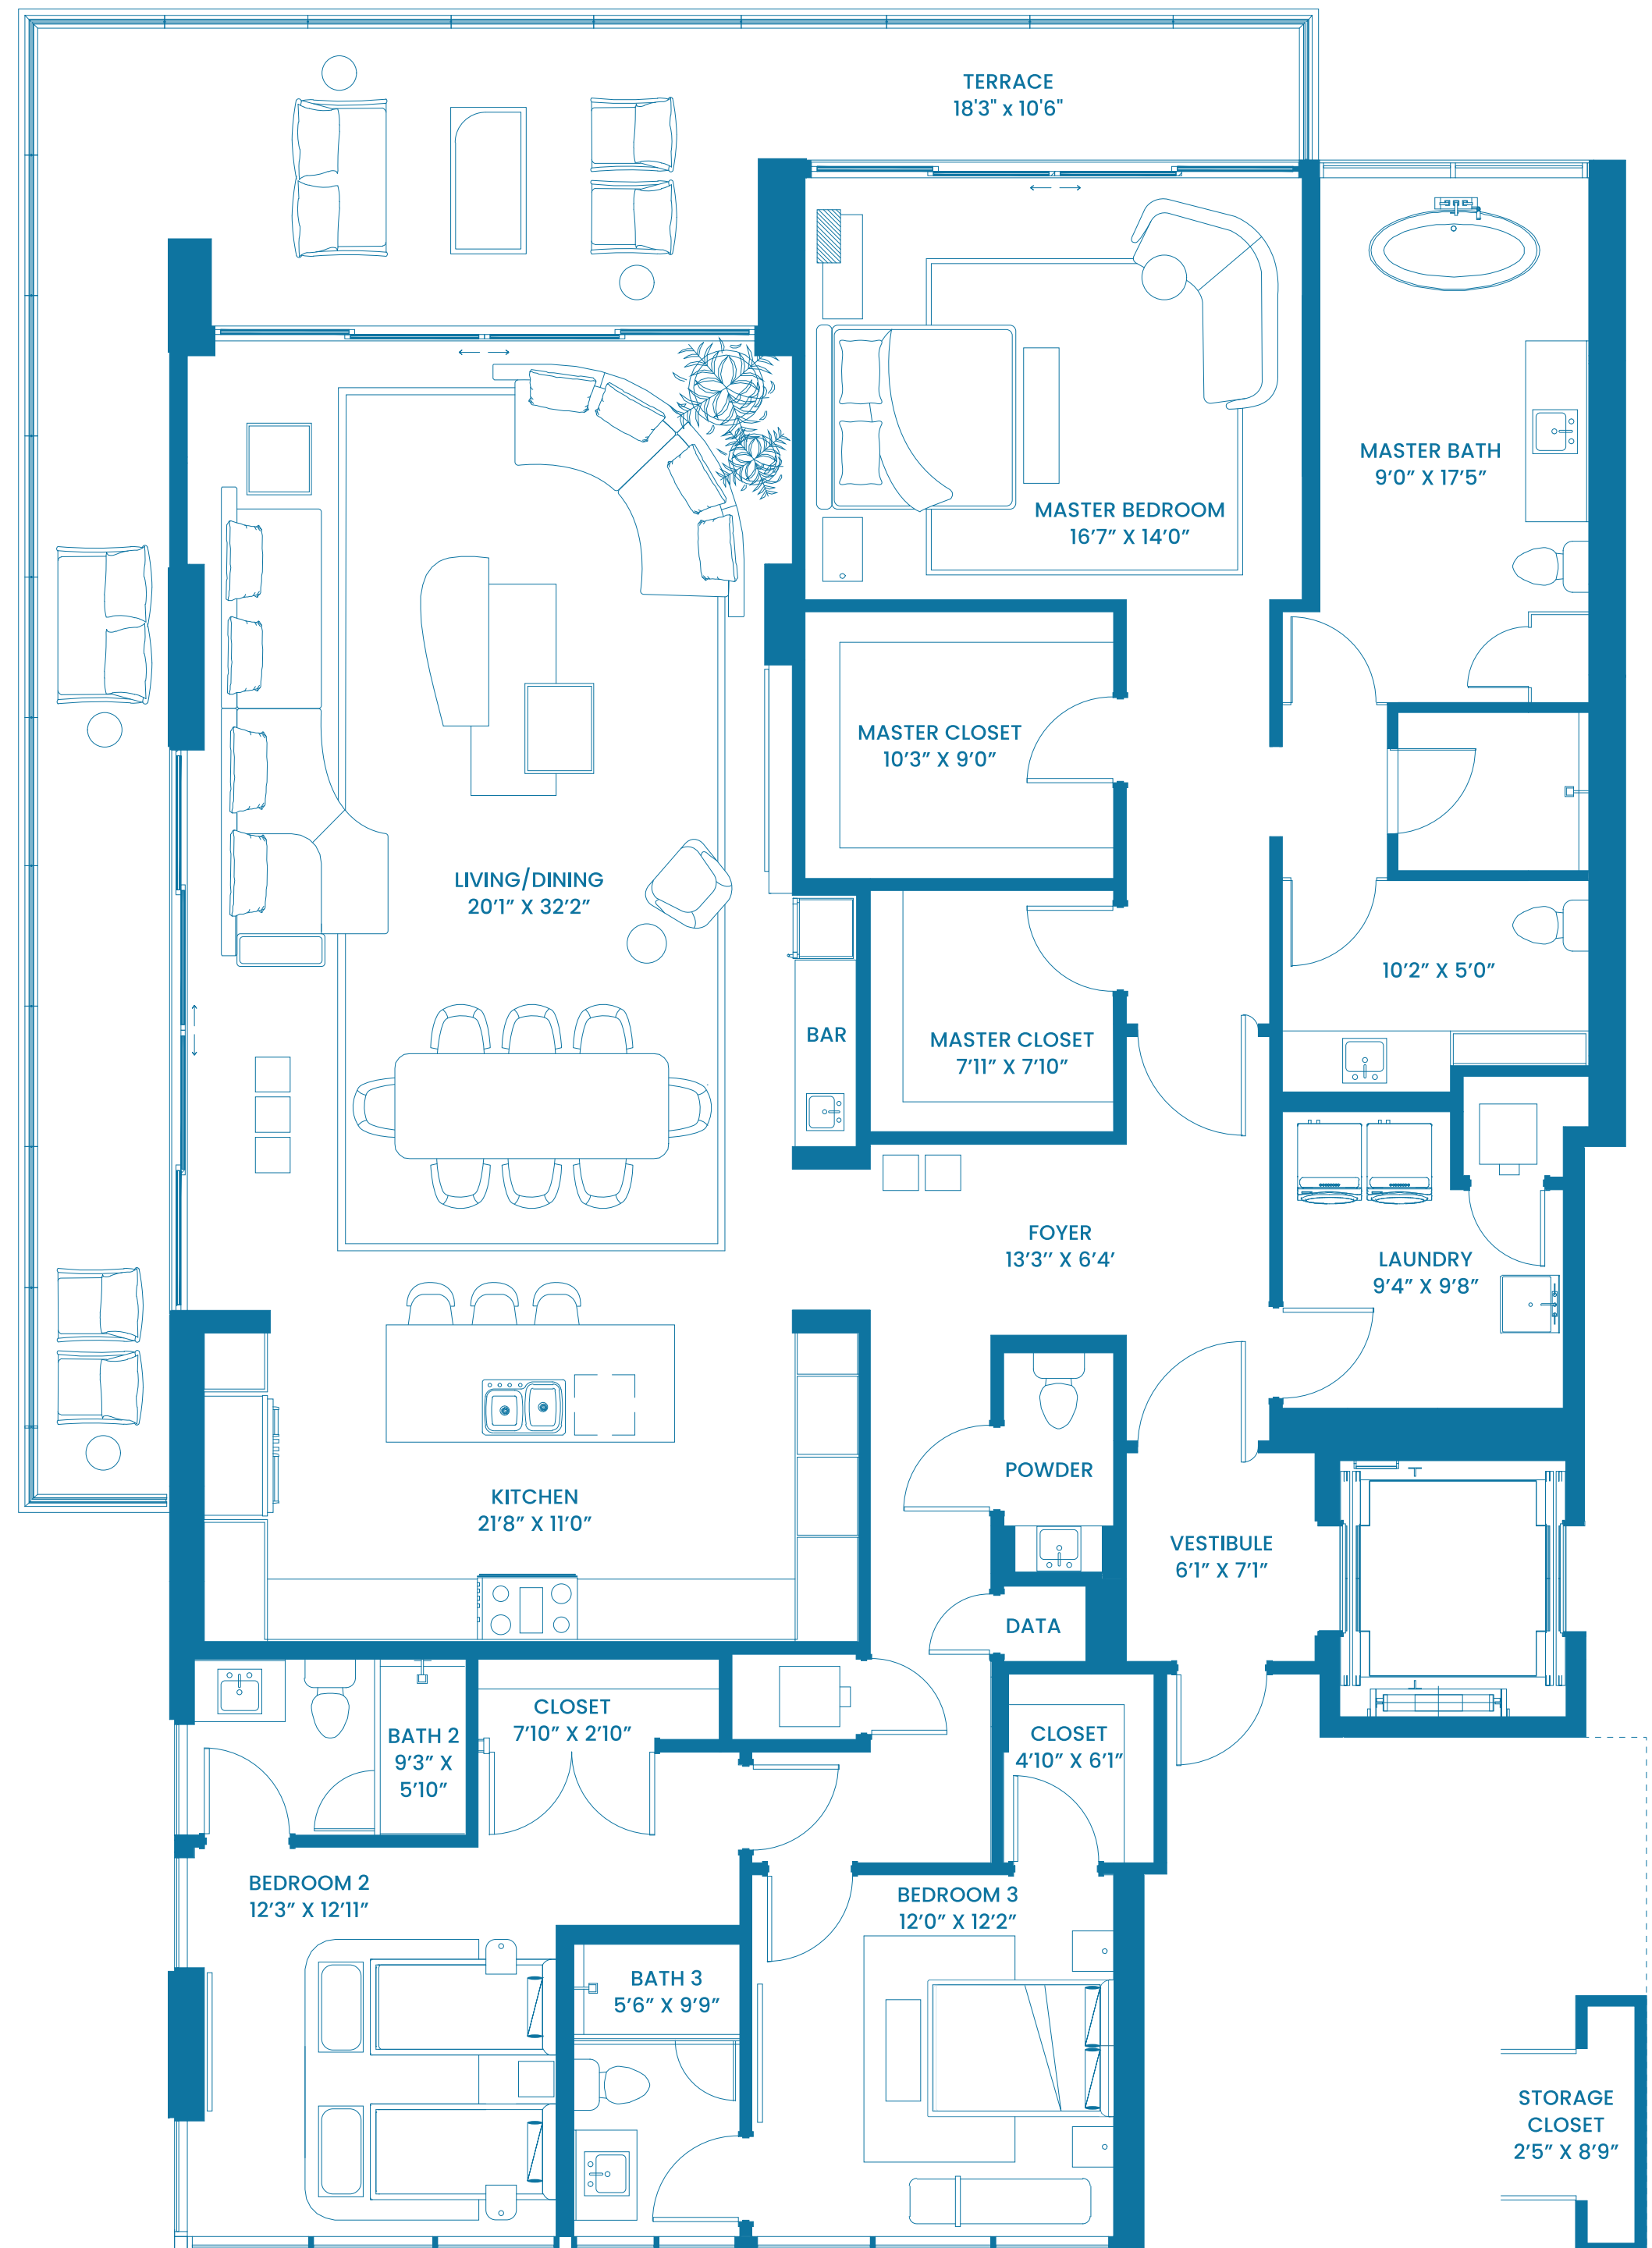 TERRACE
18'3" x 10'6"
MASTER BATH
9’0” X 17’5”
MASTER BEDROOM
16’7” X 14’0”
MASTER CLOSET
10’3” X 9’0”
LIVING/DINING
20’1” X 32’2”
10’2” X 5’0”
BAR
MASTER CLOSET
7’11” X 7’10”
FOYER
13’3’’ X 6’4’
LAUNDRY
9’4” X 9’8”
POWDER
KITCHEN
21’8” X 11’0”
VESTIBULE
6’1” X 7’1”
DATA
CLOSET
7’10” X 2’10”
BATH 2
9’3” X
5’10”
CLOSET
4’10” X 6’1”
BEDROOM 2
12’3” X 12’11”
BEDROOM 3
12’0” X 12’2”
BATH 3
5’6” X 9’9”
STORAGE
CLOSET
2’5” X 8’9”